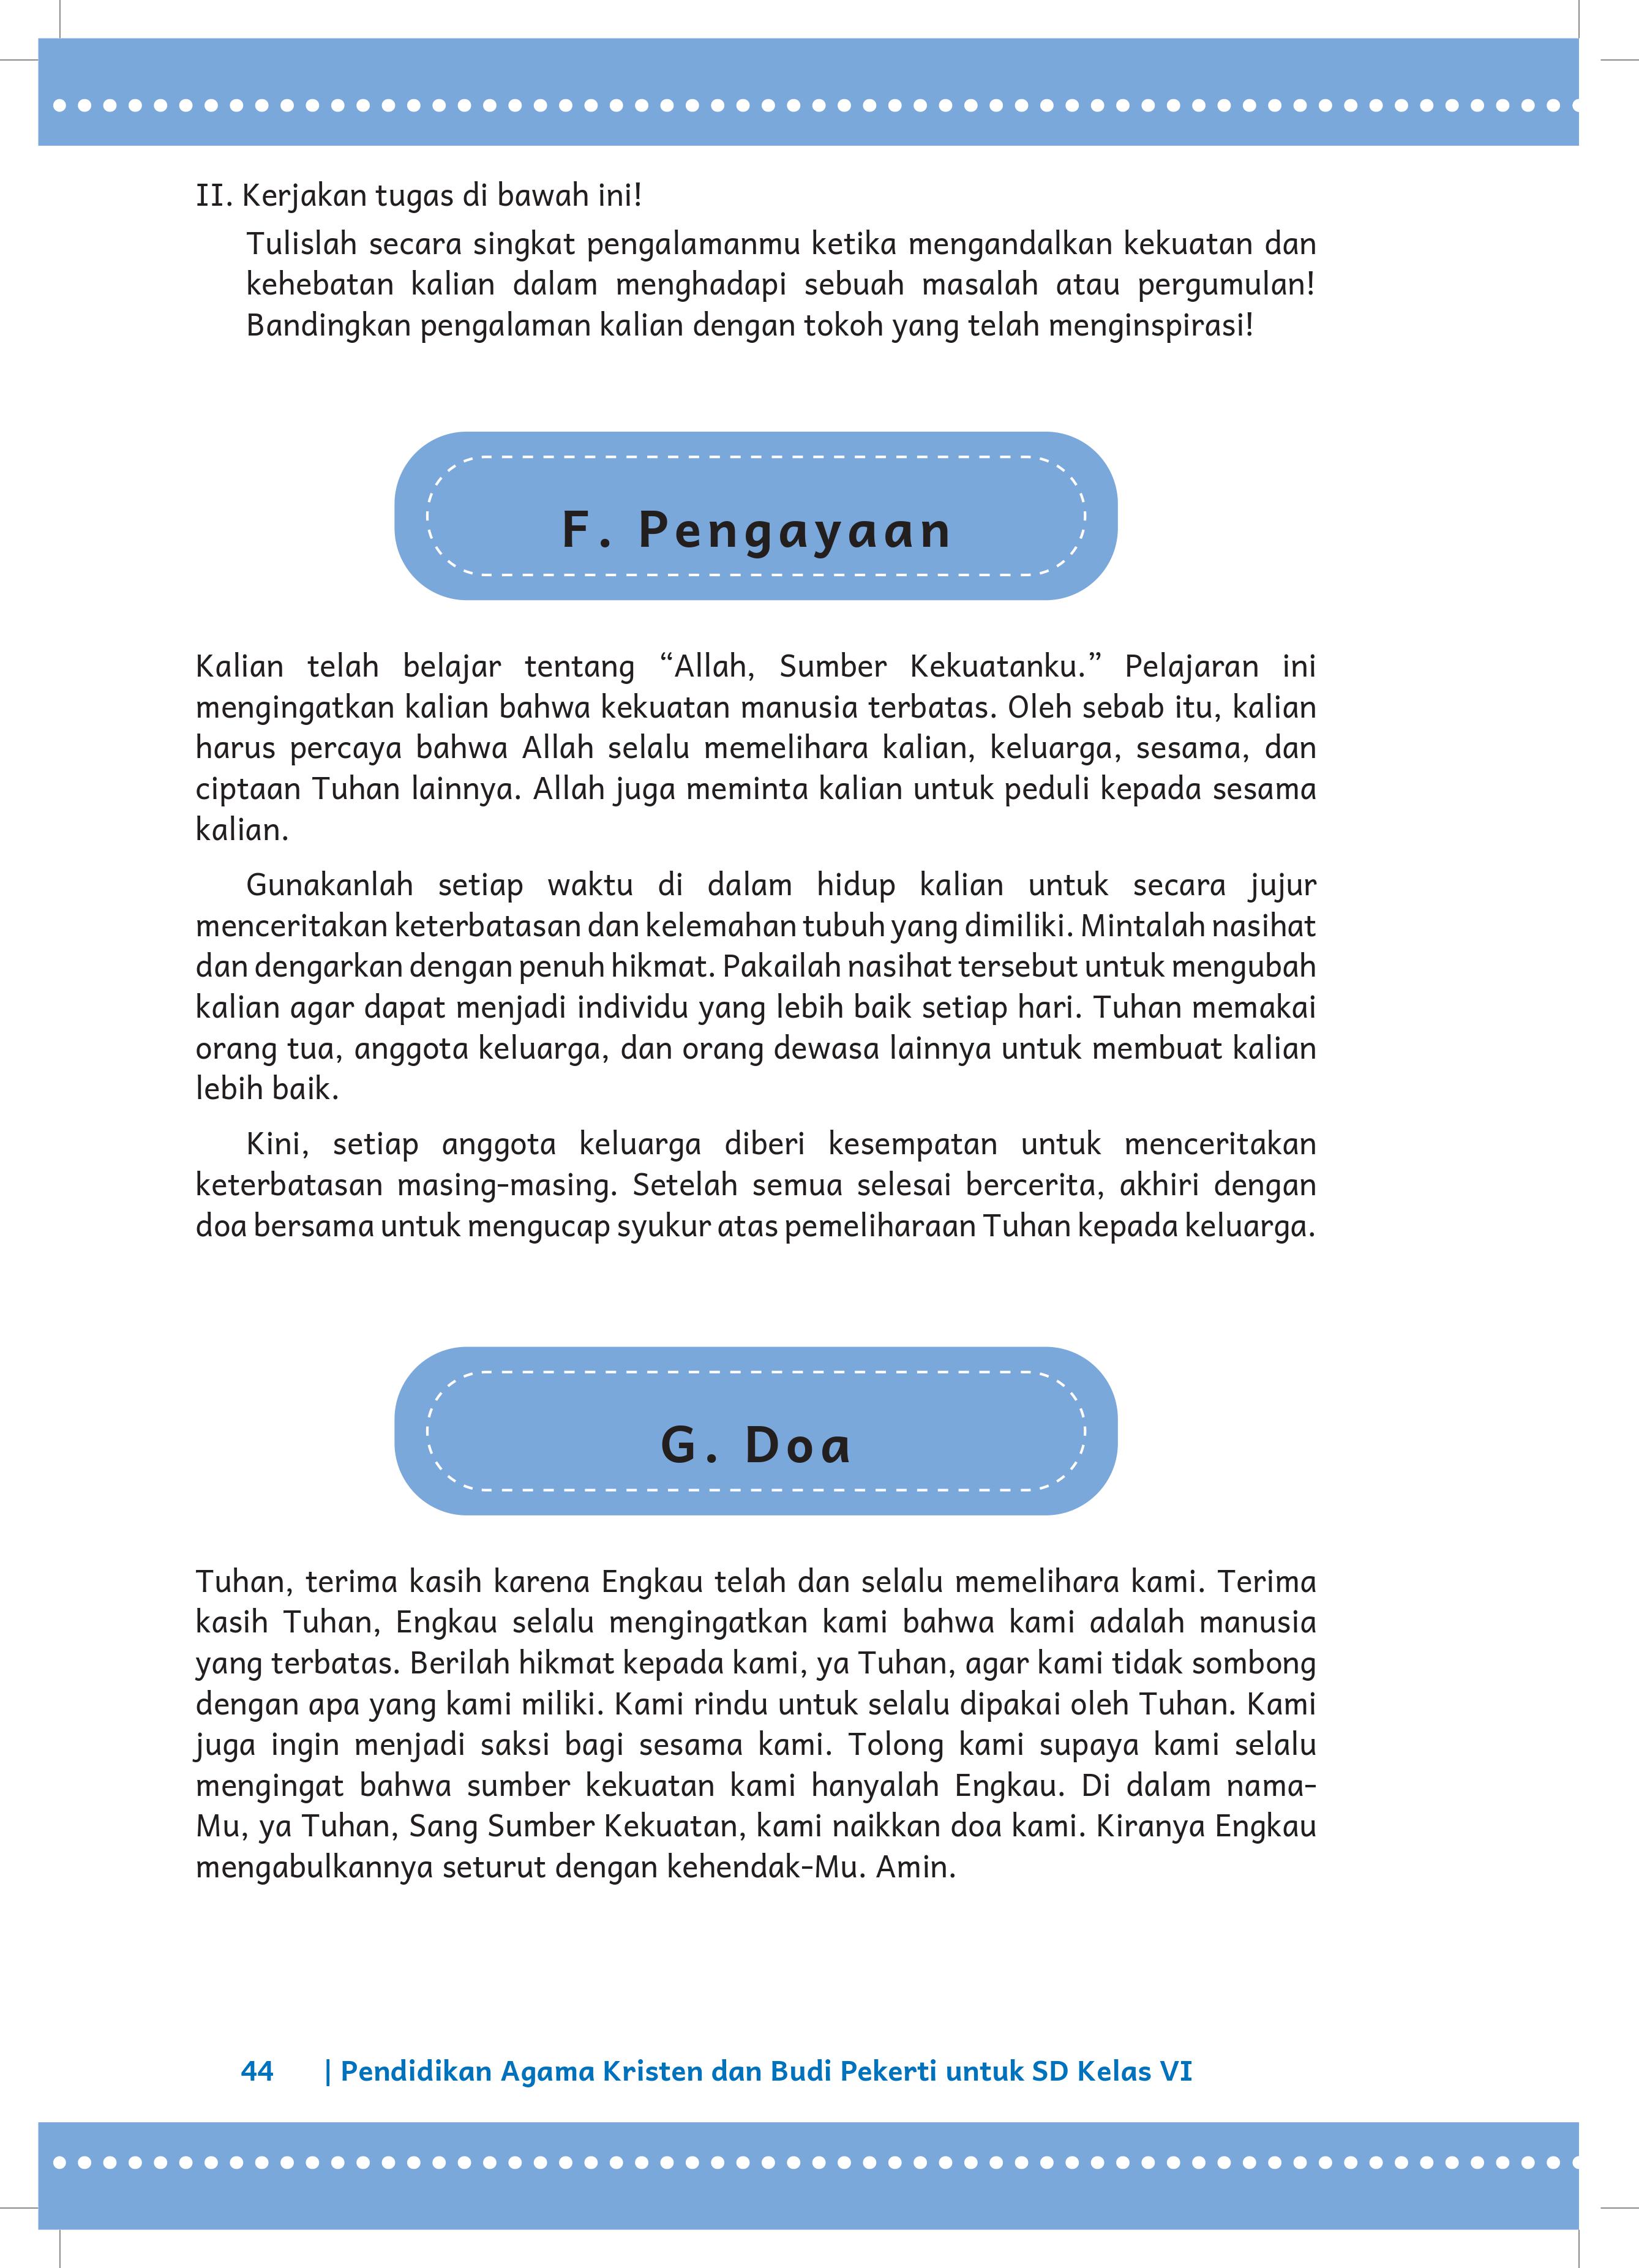 II. Kerjakan tugas di bawah ini!
Tulislah secara singkat pengalamanmu ketika mengandalkan kekuatan dan
kehebatan kalian dalam menghadapi sebuah masalah atau pergumulan!
Bandingkan pengalaman kalian dengan tokoh yang telah menginspirasi!
F. Pengayaan
Kalian telah belajar tentang “Allah, Sumber Kekuatanku.” Pelajaran ini
mengingatkan kalian bahwa kekuatan manusia terbatas. Oleh sebab itu, kalian
harus percaya bahwa Allah selalu memelihara kalian, keluarga, sesama, dan
ciptaan Tuhan lainnya. Allah juga meminta kalian untuk peduli kepada sesama
kalian.
Gunakanlah setiap waktu di dalam hidup kalian untuk secara jujur
menceritakan keterbatasan dan kelemahan tubuh yang dimiliki. Mintalah nasihat
dan dengarkan dengan penuh hikmat. Pakailah nasihat tersebut untuk mengubah
kalian agar dapat menjadi individu yang lebih baik setiap hari. Tuhan memakai
orang tua, anggota keluarga, dan orang dewasa lainnya untuk membuat kalian
lebih baik.
Kini, setiap anggota keluarga diberi kesempatan untuk menceritakan
keterbatasan masing-masing. Setelah semua selesai bercerita, akhiri dengan
doa bersama untuk mengucap syukur atas pemeliharaan Tuhan kepada keluarga.
G. Doa
Tuhan, terima kasih karena Engkau telah dan selalu memelihara kami. Terima
kasih Tuhan, Engkau selalu mengingatkan kami bahwa kami adalah manusia
yang terbatas. Berilah hikmat kepada kami, ya Tuhan, agar kami tidak sombong
dengan apa yang kami miliki. Kami rindu untuk selalu dipakai oleh Tuhan. Kami
juga ingin menjadi saksi bagi sesama kami. Tolong kami supaya kami selalu
mengingat bahwa sumber kekuatan kami hanyalah Engkau. Di dalam nama-
Mu, ya Tuhan, Sang Sumber Kekuatan, kami naikkan doa kami. Kiranya Engkau
mengabulkannya seturut dengan kehendak-Mu. Amin.
44 | Pendidikan Agama Kristen dan Budi Pekerti untuk SD Kelas VI